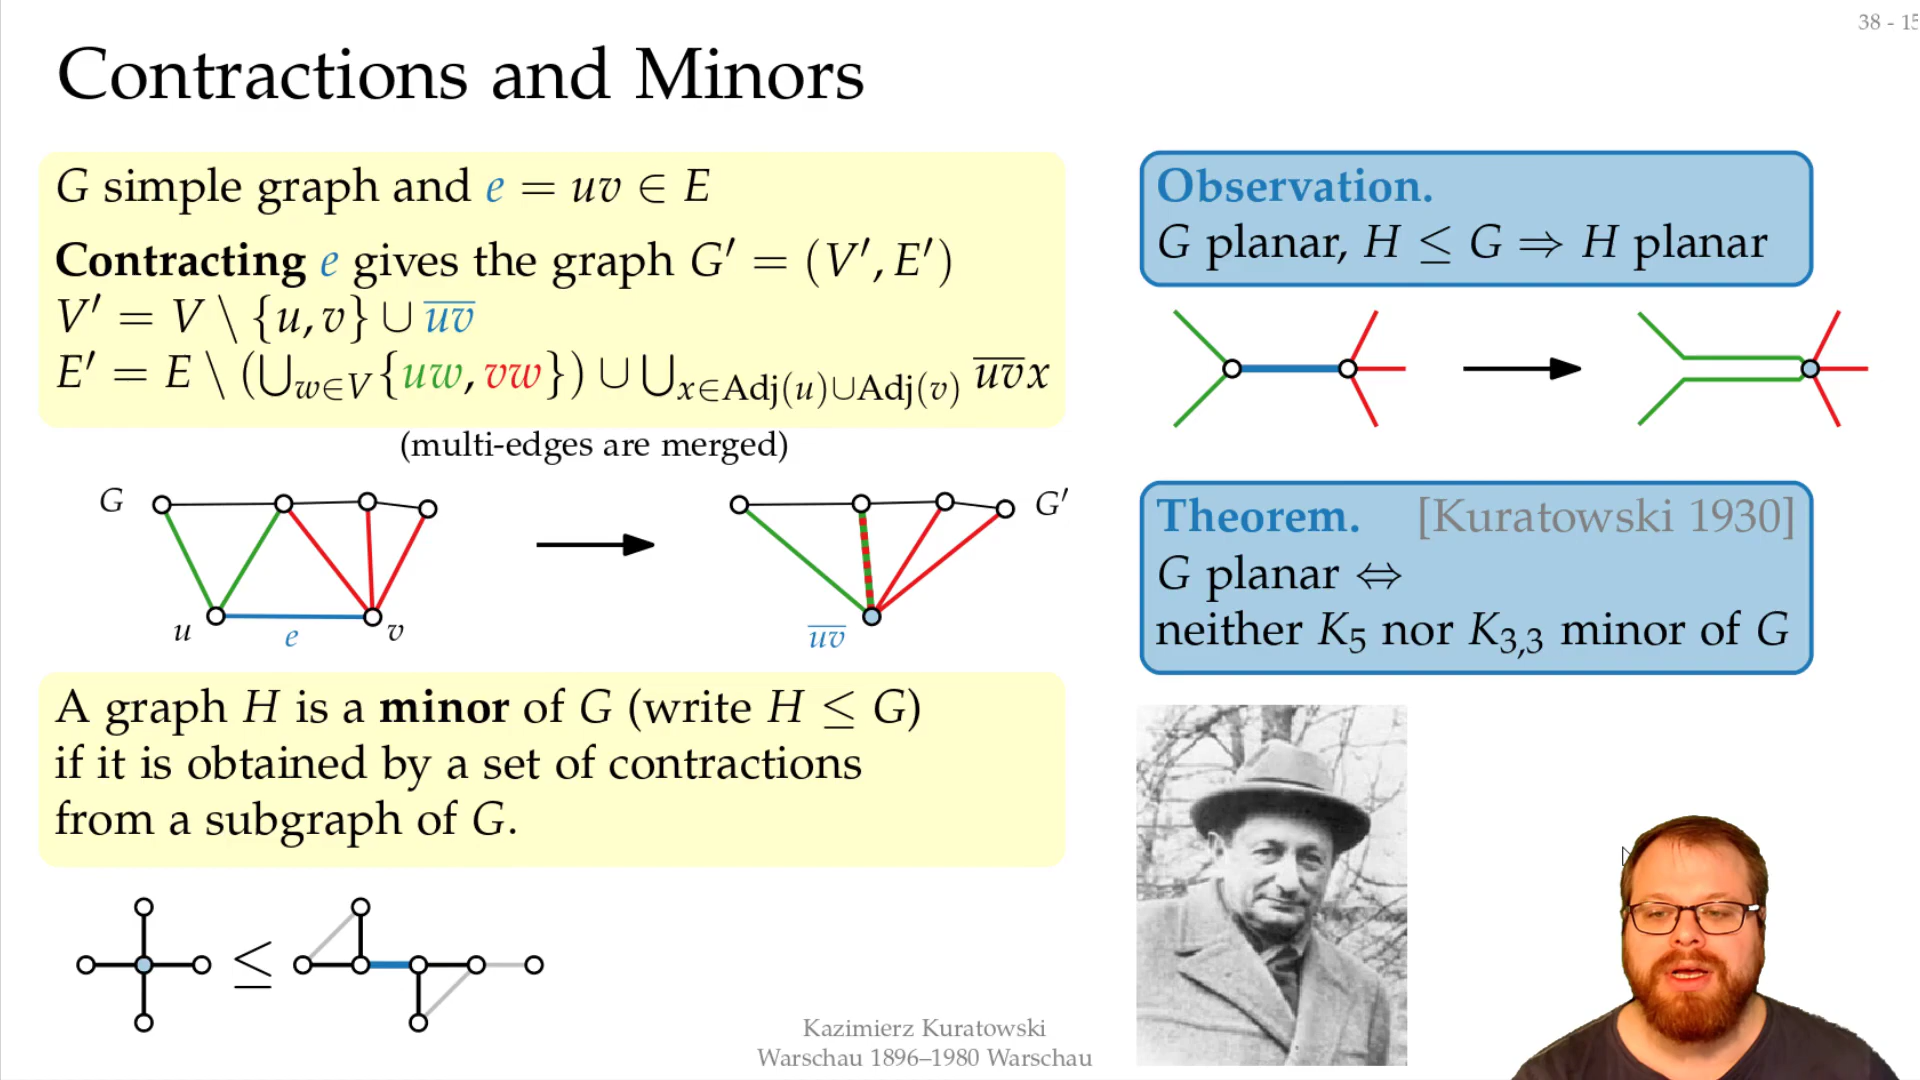 38 - 15
Contractions and Minors
G simple graph and e = uv ∈ E
Contracting e gives the graph G′ = (V′, E′)
V′ = V \ {u, v} ∪ u̅v̅
E′ = E \ (⋃_{w∈V}{uw, vw}) ∪ ⋃_{x∈Adj(u)∪Adj(v)} u̅v̅x
(multi-edges are merged)
G
G′
u
e
v
u̅v̅
A graph H is a minor of G (write H ≤ G)
if it is obtained by a set of contractions
from a subgraph of G.
≤
Observation.
G planar, H ≤ G ⇒ H planar
Theorem. [Kuratowski 1930]
G planar ⇔
neither K₅ nor K₃,₃ minor of G
Kazimierz Kuratowski
Warschau 1896–1980 Warschau